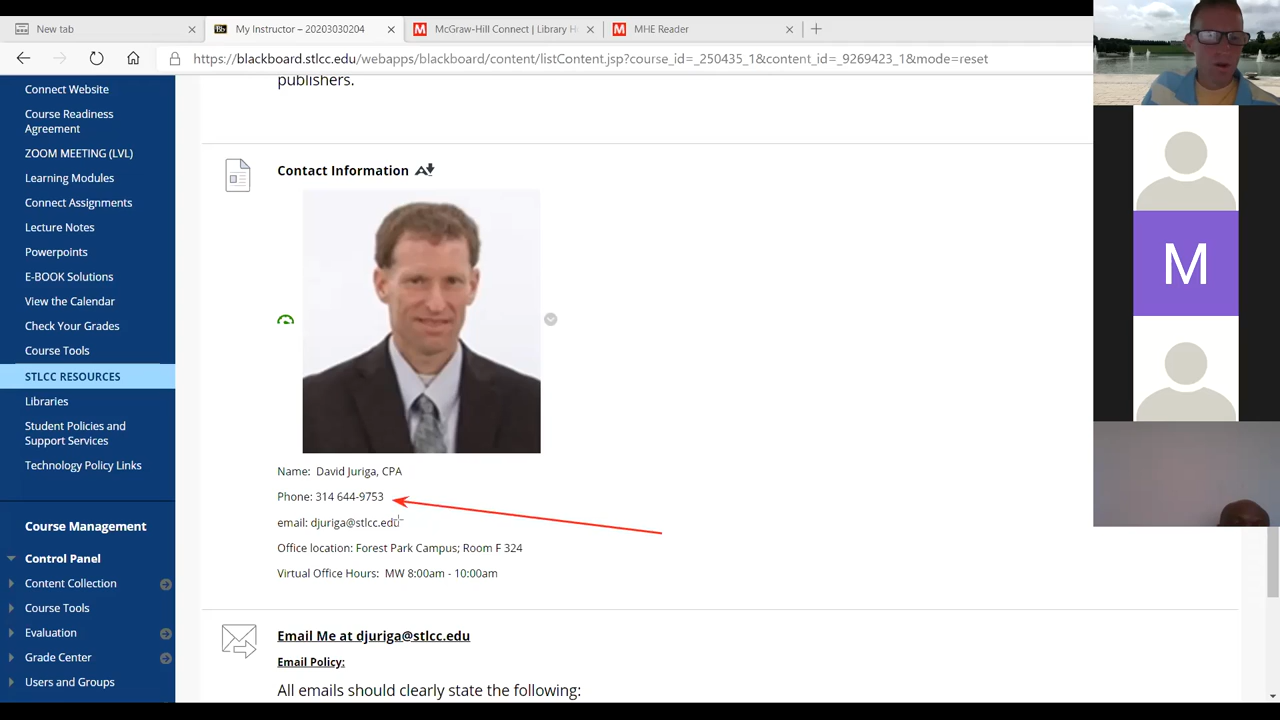 New tab
My Instructor – 20203030204
McGraw-Hill Connect | Library H
MHE Reader
https://blackboard.stlcc.edu/webapps/
rd/content/listContent.jsp?course_id=_250435_1&content_id=_9269423_1&mode=reset
Connect Website
Course Readiness
Agreement
ZOOM MEETING (LVL)
Learning Modules
Connect Assignments
Lecture Notes
Powerpoints
E-BOOK Solutions
View the Calendar
Check Your Grades
Course Tools
STLCC RESOURCES
Libraries
Student Policies and
Support Services
Technology Policy Links
Course Management
Control Panel
Content Collection
Course Tools
Evaluation
Grade Center
Users and Groups
publishers.
Contact Information
Name: David Juriga, CPA
Phone: 314 644-9753
email: djuriga@stlcc.edu
Office location: Forest Park Campus; Room F 324
Virtual Office Hours: MW 8:00am - 10:00am
Email Me at djuriga@stlcc.edu
Email Policy:
All emails should clearly state the following:
M